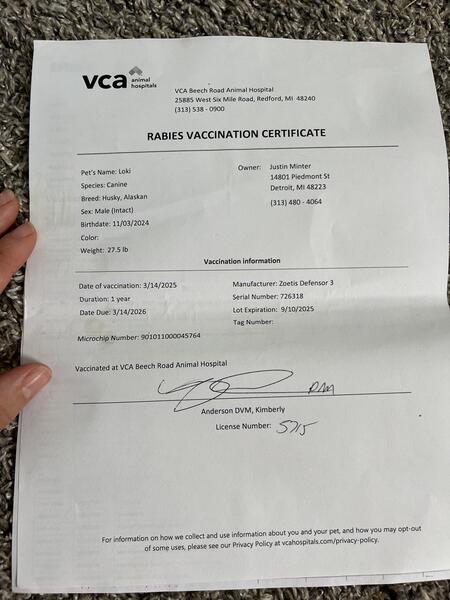 vca animal hospitals
VCA Beech Road Animal Hospital
25885 West Six Mile Road, Redford, MI 48240
(313) 538 - 0900
RABIES VACCINATION CERTIFICATE
Pet's Name: Loki
Species: Canine
Breed: Husky, Alaskan
Sex: Male (Intact)
Birthdate: 11/03/2024
Color:
Weight: 27.5 lb
Owner: Justin Minter
14801 Piedmont St
Detroit, MI 48223
(313) 480 - 4064
Vaccination information
Date of vaccination: 3/14/2025
Duration: 1 year
Date Due: 3/14/2026
Manufacturer: Zoetis Defensor 3
Serial Number: 726318
Lot Expiration: 9/10/2025
Tag Number:
Microchip Number: 901011000045764
Vaccinated at VCA Beech Road Animal Hospital
DVM
Anderson DVM, Kimberly
License Number: 5715
For information on how we collect and use information about you and your pet, and how you may opt-out
of some uses, please see our Privacy Policy at vcahospitals.com/privacy-policy.